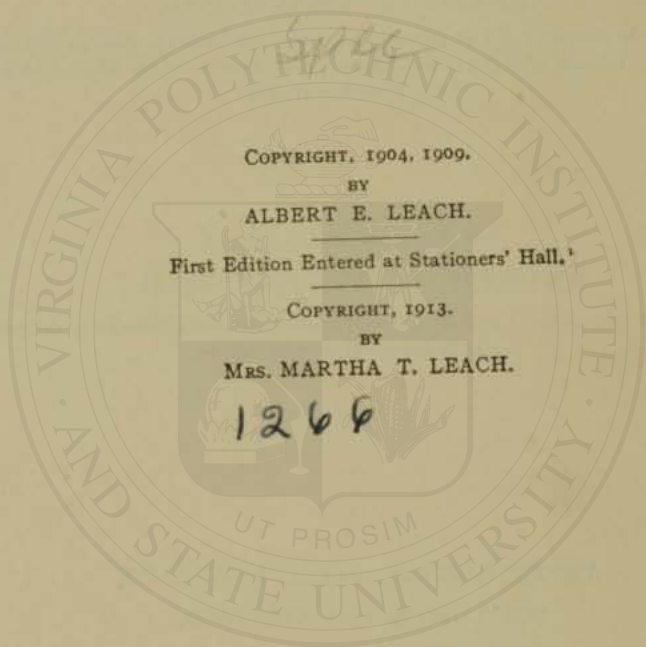 COPYRIGHT, 1904, 1909.
BY
ALBERT E. LEACH.
First Edition Entered at Stationers' Hall.
COPYRIGHT, 1913.
BY
MRS. MARTHA T. LEACH.
1266
VIRGINIA POLYTECHNIC INSTITUTE
AND STATE UNIVERSITY
UT PROSIM